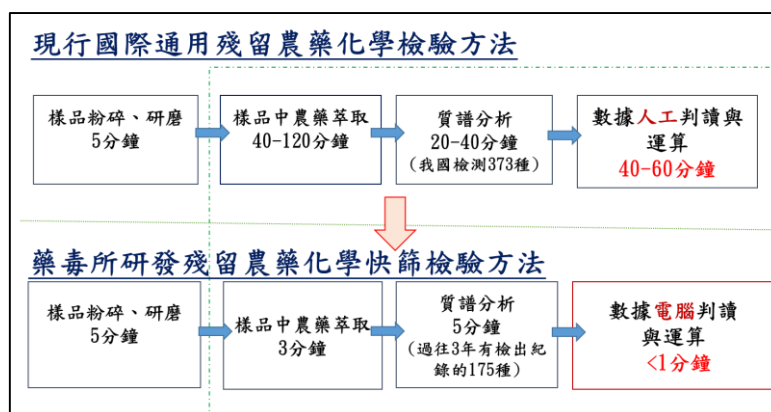 現行國際通用殘留農藥化學檢驗方法
樣品粉碎、研磨
5分鐘
樣品中農藥萃取
40-120分鐘
質譜分析
20-40分鐘
(我國檢測373種)
數據人工判讀與
運算
40-60分鐘
藥毒所研發殘留農藥化學快篩檢驗方法
樣品粉碎、研磨
5分鐘
樣品中農藥萃取
3分鐘
質譜分析
5分鐘
(過往3年有檢出紀
錄的175種)
數據電腦判讀
與運算
<1分鐘